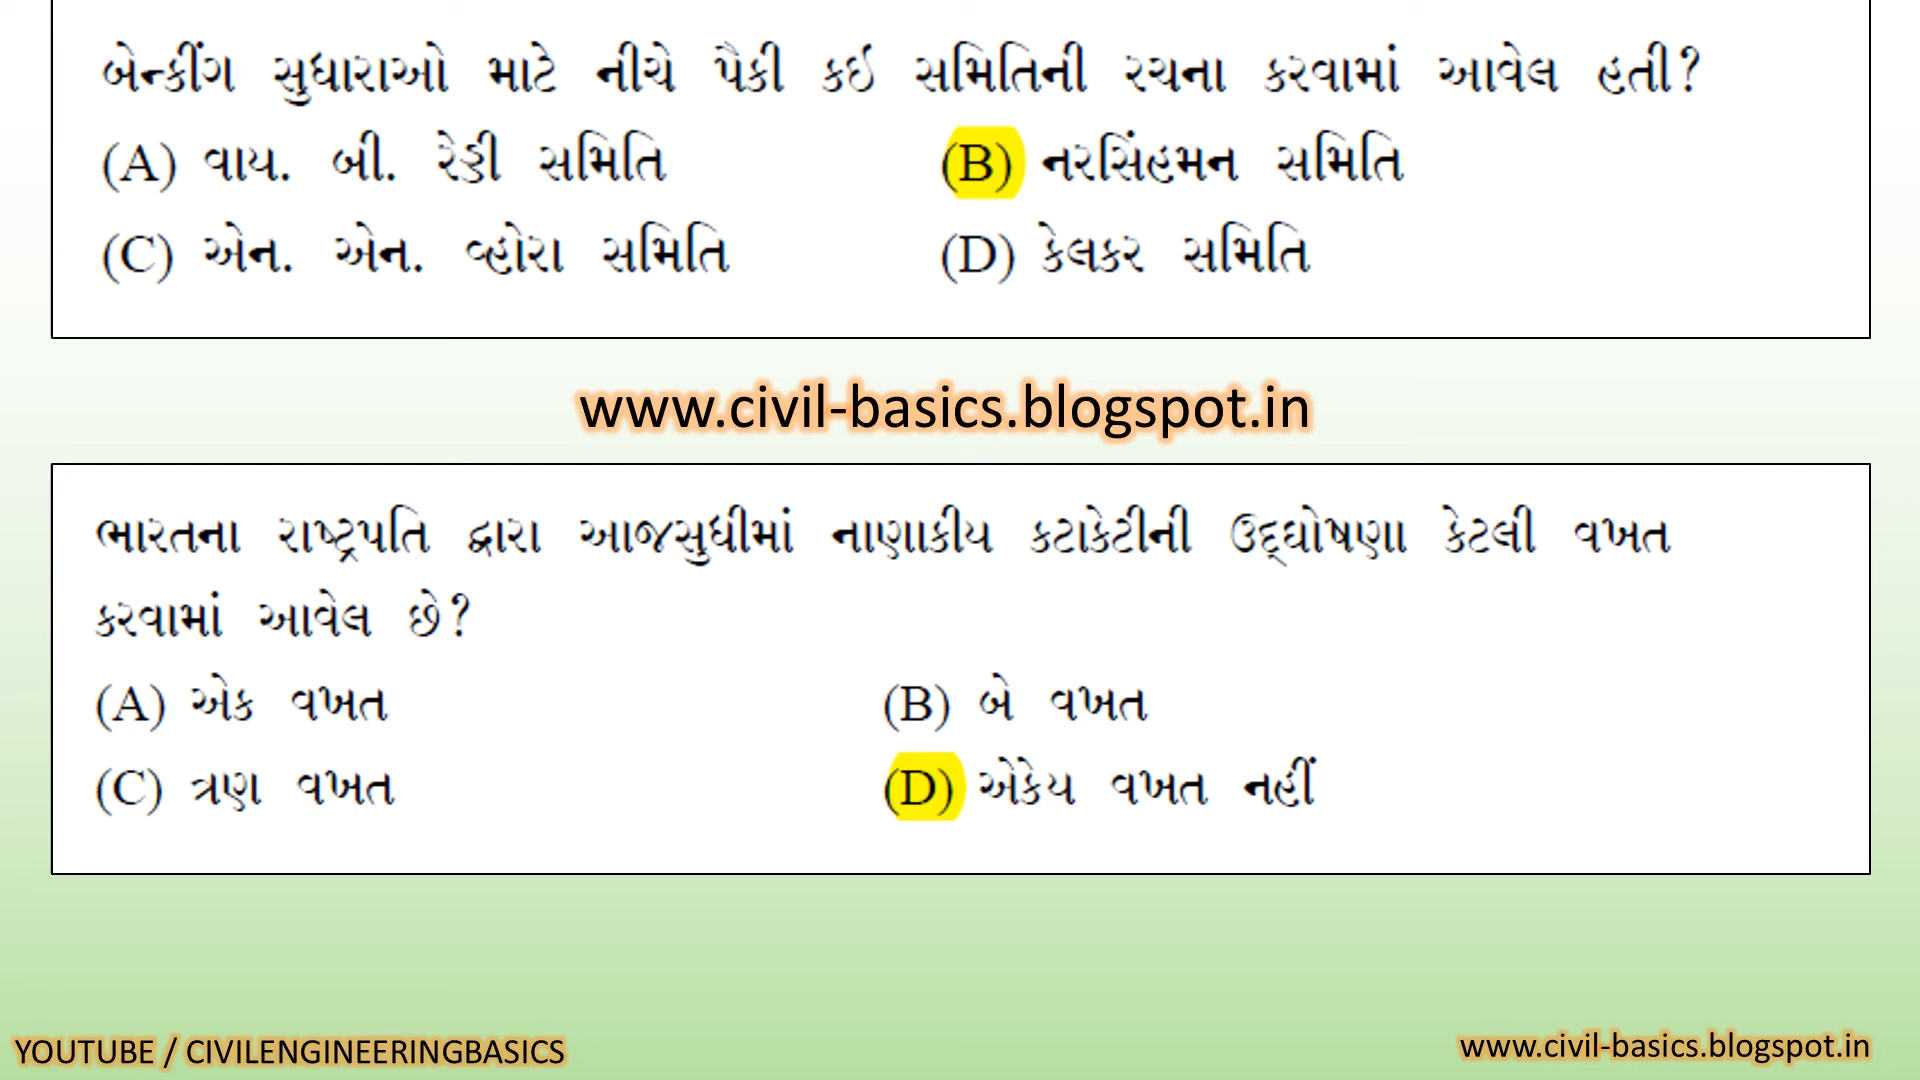 બેન્કીંગ સુધારાઓ માટે નીચે પૈકી કઇ સમિતિની રચના કરવામાં આવેલ હતી?
(A) વાય. બી. રેડ્ડી સમિતિ (B) નરસિંહમન સમિતિ
(C) એન. એન. વ્હોરા સમિતિ (D) કેલકર સમિતિ
www.civil-basics.blogspot.in
ભારતના રાષ્ટ્રપતિ દ્વારા આજસુધીમાં નાણાકીય કટાકેટીની ઉદ્‌ઘોષણા કેટલી વખત
કરવામાં આવેલ છે?
(A) એક વખત (B) બે વખત
(C) ત્રણ વખત (D) એકેય વખત નહીં
YOUTUBE / CIVILENGINEERINGBASICS www.civil-basics.blogspot.in